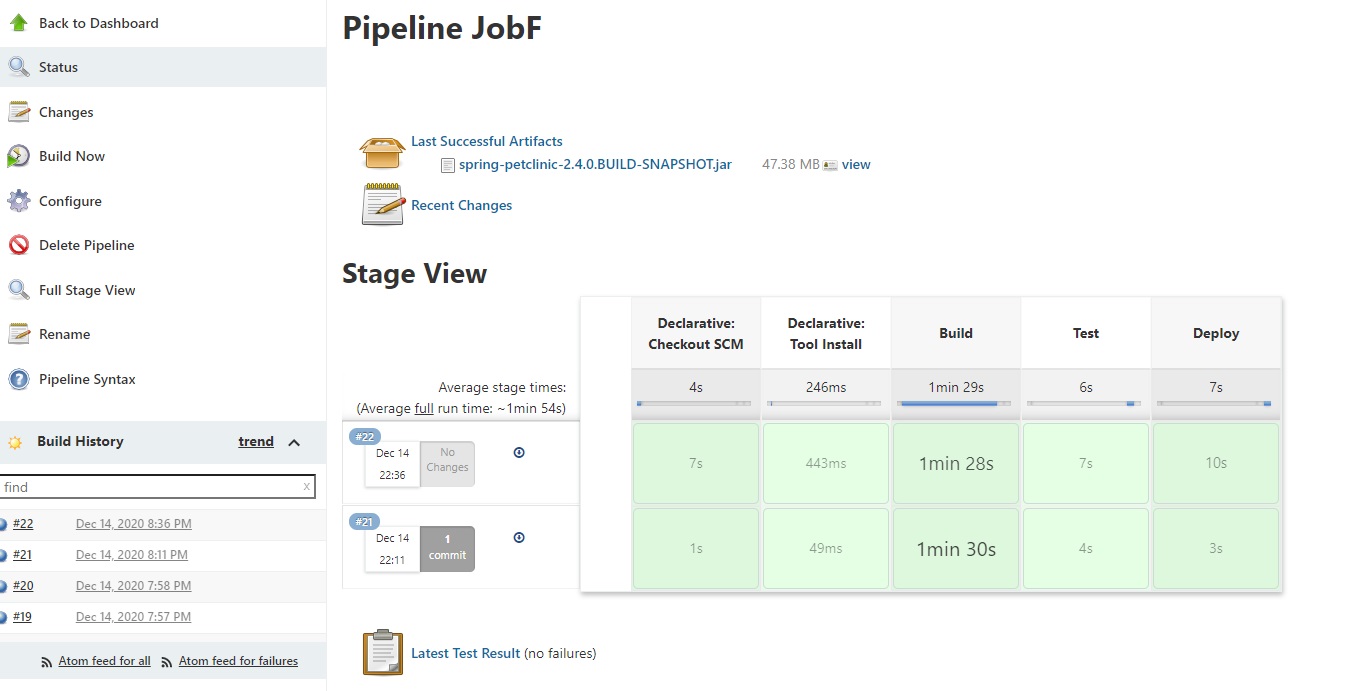 Back to Dashboard
Status
Changes
Build Now
Configure
Delete Pipeline
Full Stage View
Rename
Pipeline Syntax
Build History trend
find x
#22 Dec 14, 2020 8:36 PM
#21 Dec 14, 2020 8:11 PM
#20 Dec 14, 2020 7:58 PM
#19 Dec 14, 2020 7:57 PM
Atom feed for all Atom feed for failures
Pipeline JobF
Last Successful Artifacts
spring-petclinic-2.4.0.BUILD-SNAPSHOT.jar 47.38 MB view
Recent Changes
Stage View
Declarative: Checkout SCM
Declarative: Tool Install
Build
Test
Deploy
Average stage times:
(Average full run time: ~1min 54s)
4s 246ms 1min 29s 6s 7s
#22
Dec 14
22:36
No
Changes
7s 443ms 1min 28s 7s 10s
#21
Dec 14
22:11
1
commit
1s 49ms 1min 30s 4s 3s
Latest Test Result (no failures)